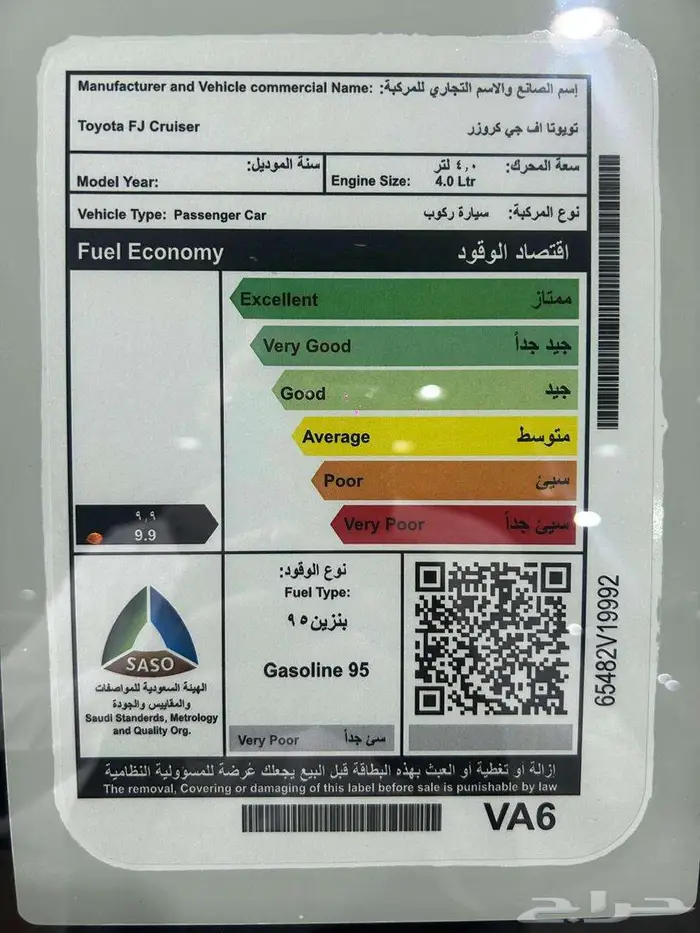 Manufacturer and Vehicle commercial Name: إسم الصانع والاسم التجاري للمركبة:
Toyota FJ Cruiser تويوتا اف جي كروزر
Model Year: سنة الموديل:
Engine Size: ٤,٠ لتر 4.0 Ltr سعة المحرك:
Vehicle Type: Passenger Car نوع المركبة: سيارة ركوب
Fuel Economy اقتصاد الوقود
Excellent ممتاز
Very Good جيد جداً
Good جيد
Average متوسط
Poor سيئ
Very Poor سيئ جداً
٩,٩
9.9
SASO
الهيئة السعودية للمواصفات
والمقاييس والجودة
Saudi Standerds, Metrology
and Quality Org.
نوع الوقود:
Fuel Type:
بنزين ٩٥
Gasoline 95
Very Poor سئ جداً
65482V19992
إزالة أو تغطية أو العبث بهذه البطاقة قبل البيع يجعلك عُرضة للمسوولية النظامية
The removal, Covering or damaging of this label before sale is punishable by law
VA6
حراج